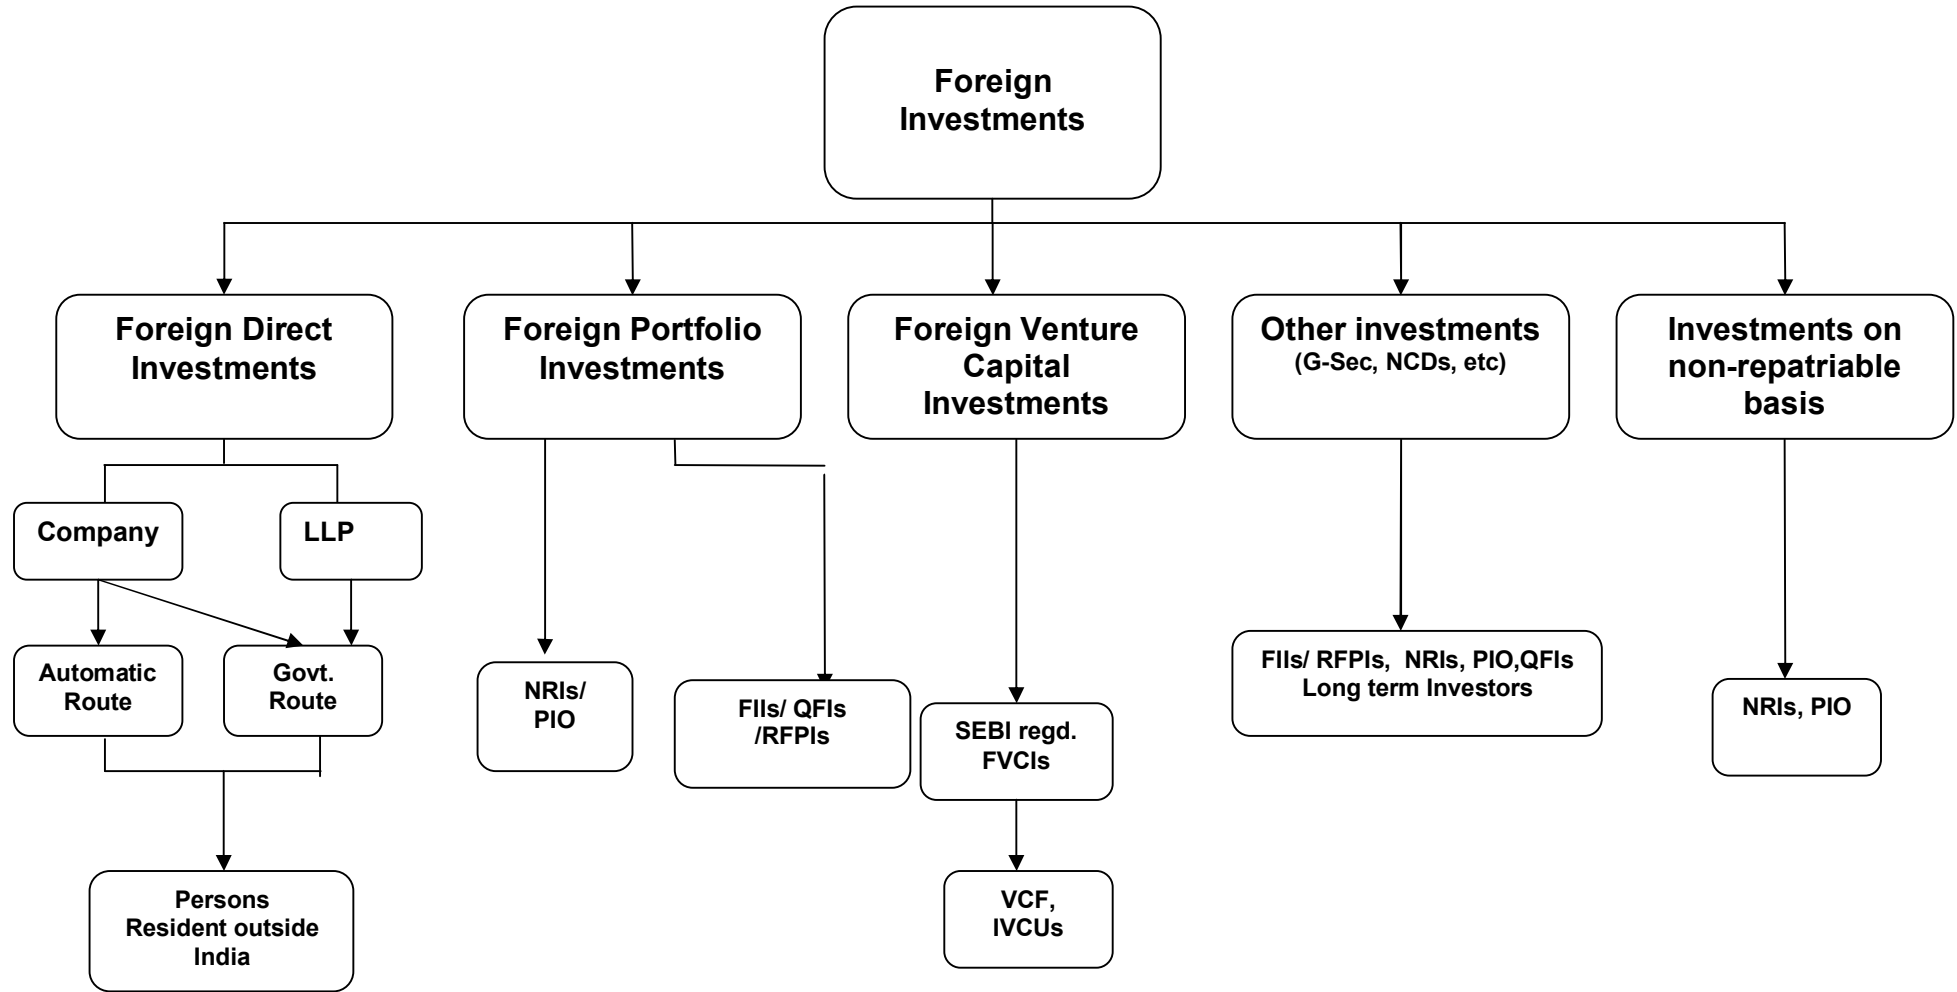 Foreign
Investments
Foreign Direct
Investments
Foreign Portfolio
Investments
Foreign Venture
Capital
Investments
Other investments
(G-Sec, NCDs, etc)
Investments on
non-repatriable
basis
Company
LLP
Automatic
Route
Govt.
Route
NRIs/
PIO
FIIs/ QFIs
/RFPIs
SEBI regd.
FVCIs
FIIs/ RFPIs,  NRIs, PIO,QFIs
Long term Investors
NRIs, PIO
Persons
Resident outside
India
VCF,
IVCUs